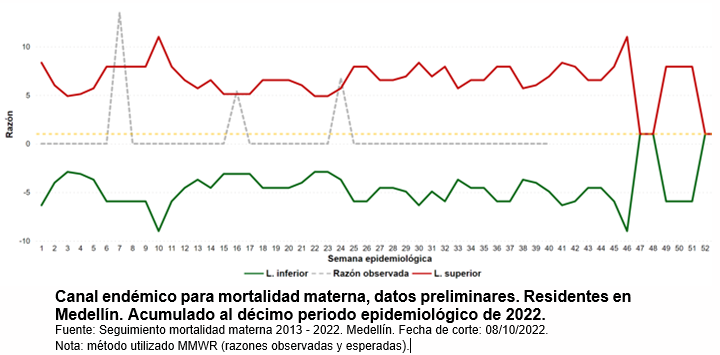 10
5
0
-5
-10
Razón
1 2 3 4 5 6 7 8 9 10 11 12 13 14 15 16 17 18 19 20 21 22 23 24 25 26 27 28 29 30 31 32 33 34 35 36 37 38 39 40 41 42 43 44 45 46 47 48 49 50 51 52
Semana epidemiológica
L. inferior Razón observada L. superior
Canal endémico para mortalidad materna, datos preliminares. Residentes en
Medellín. Acumulado al décimo periodo epidemiológico de 2022.
Fuente: Seguimiento mortalidad materna 2013 - 2022. Medellín. Fecha de corte: 08/10/2022.
Nota: método utilizado MMWR (razones observadas y esperadas).